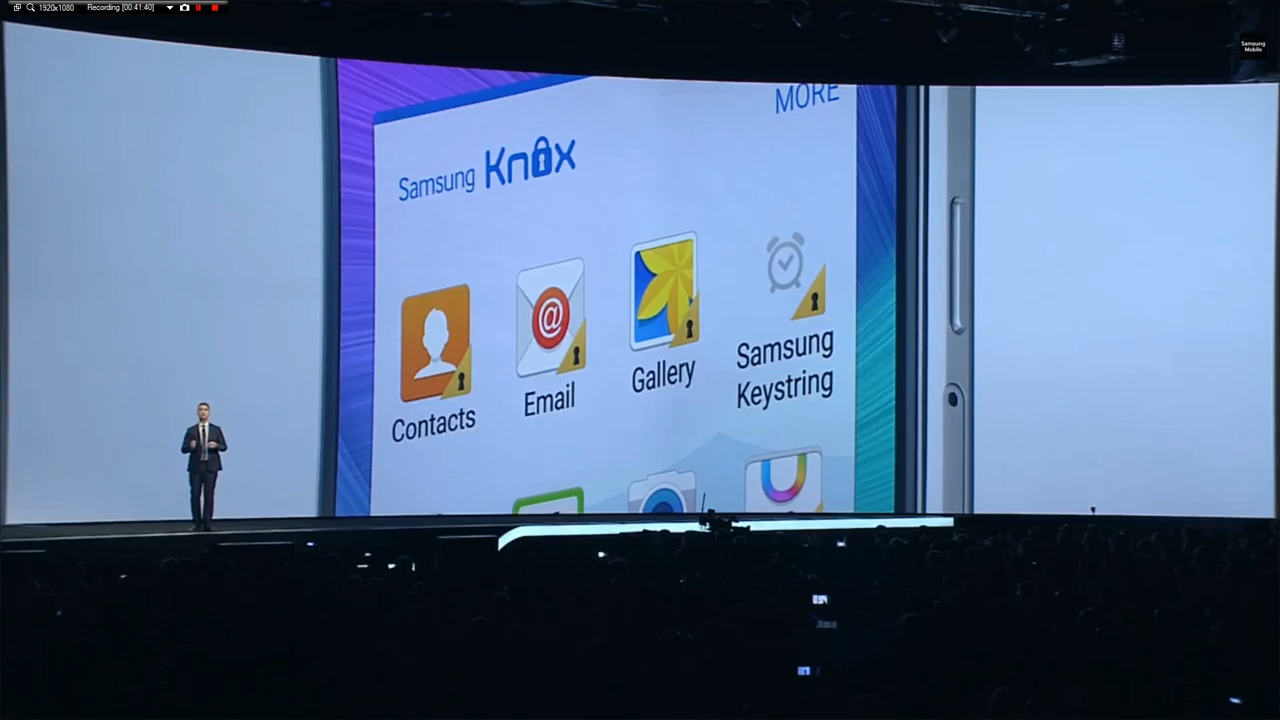 1920x1080 Recording [00:41:40]
Samsung
Mobile
MORE
Samsung Knox
Contacts
Email
Gallery
Samsung
Keystring